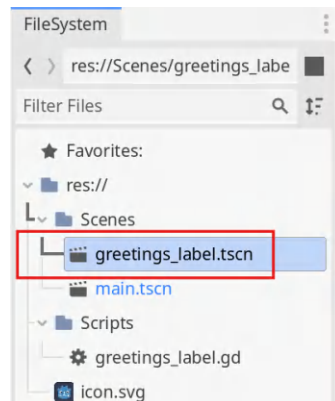 FileSystem
res://Scenes/greetings_labe
Filter Files
Favorites:
res://
Scenes
greetings_label.tscn
main.tscn
Scripts
greetings_label.gd
icon.svg